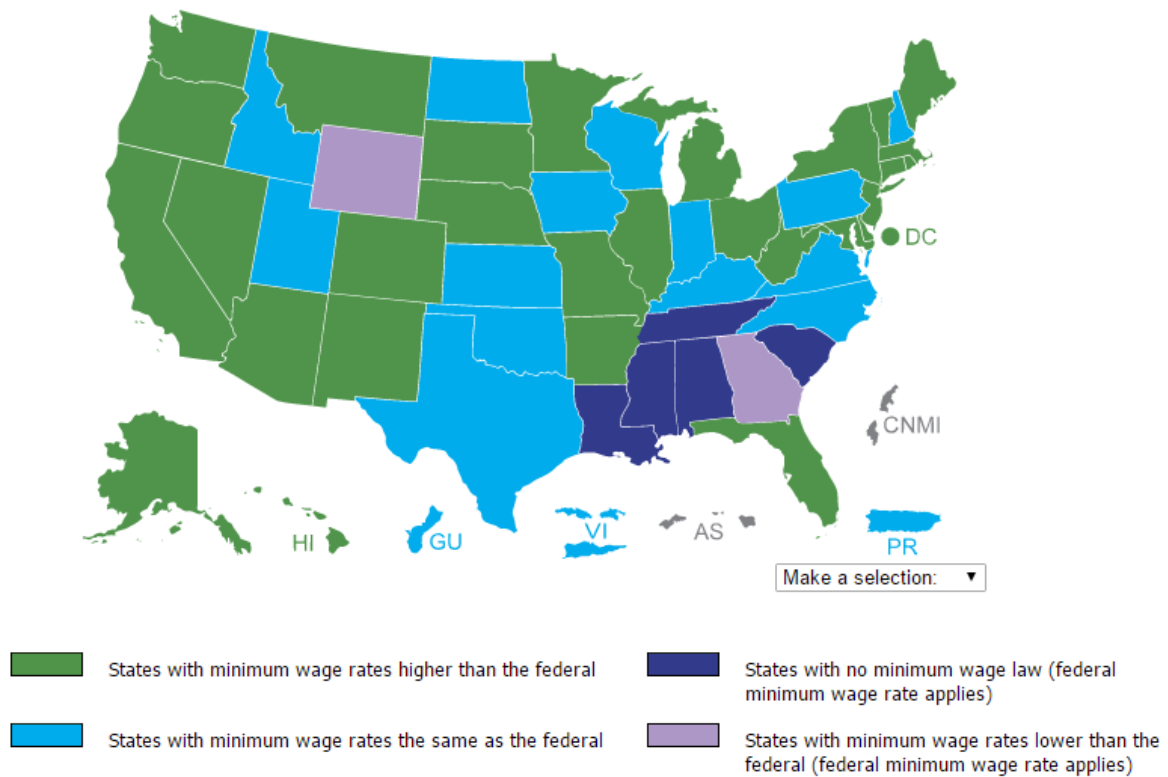 DC
CNMI
HI
GU
VI
AS
PR
Make a selection:
States with minimum wage rates higher than the federal
States with no minimum wage law (federal
minimum wage rate applies)
States with minimum wage rates the same as the federal
States with minimum wage rates lower than the
federal (federal minimum wage rate applies)